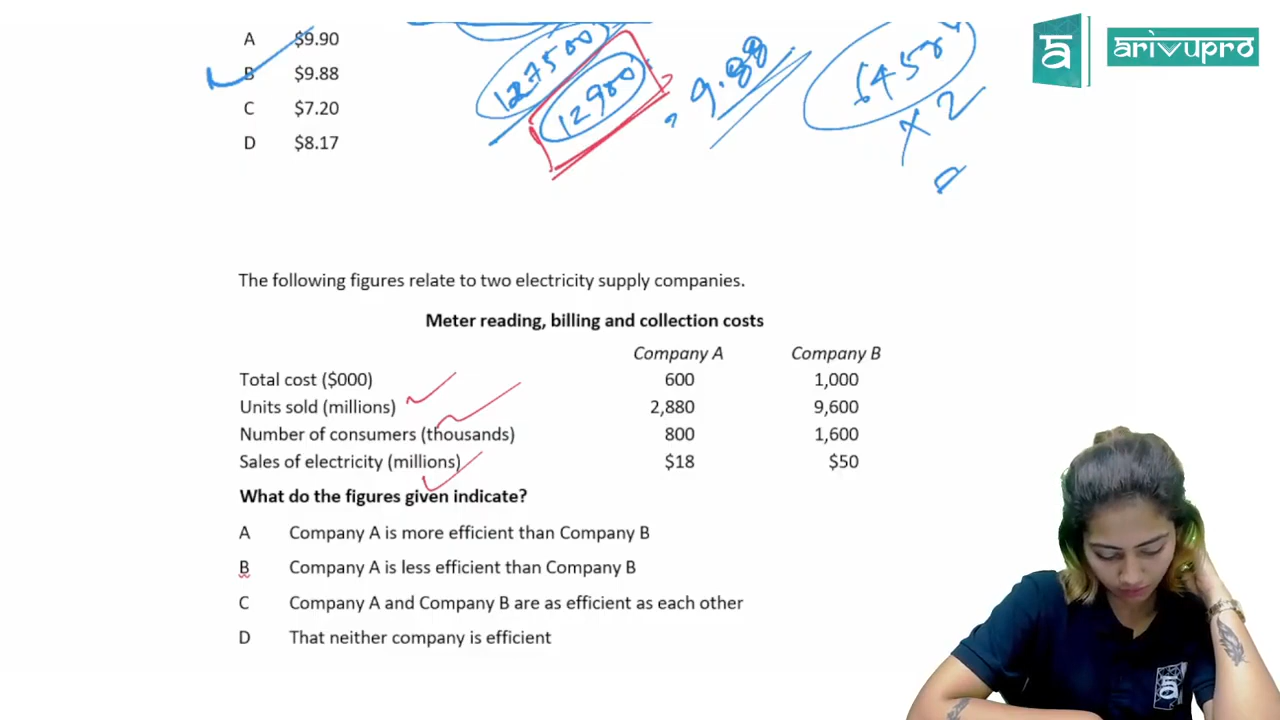 A $9.90
B $9.88
C $7.20
D $8.17
127500
12900
9.88
5450
x 2
arivupro
The following figures relate to two electricity supply companies.
Meter reading, billing and collection costs
Company A Company B
Total cost ($000) 600 1,000
Units sold (millions) 2,880 9,600
Number of consumers (thousands) 800 1,600
Sales of electricity (millions) $18 $50
What do the figures given indicate?
A Company A is more efficient than Company B
B Company A is less efficient than Company B
C Company A and Company B are as efficient as each other
D That neither company is efficient